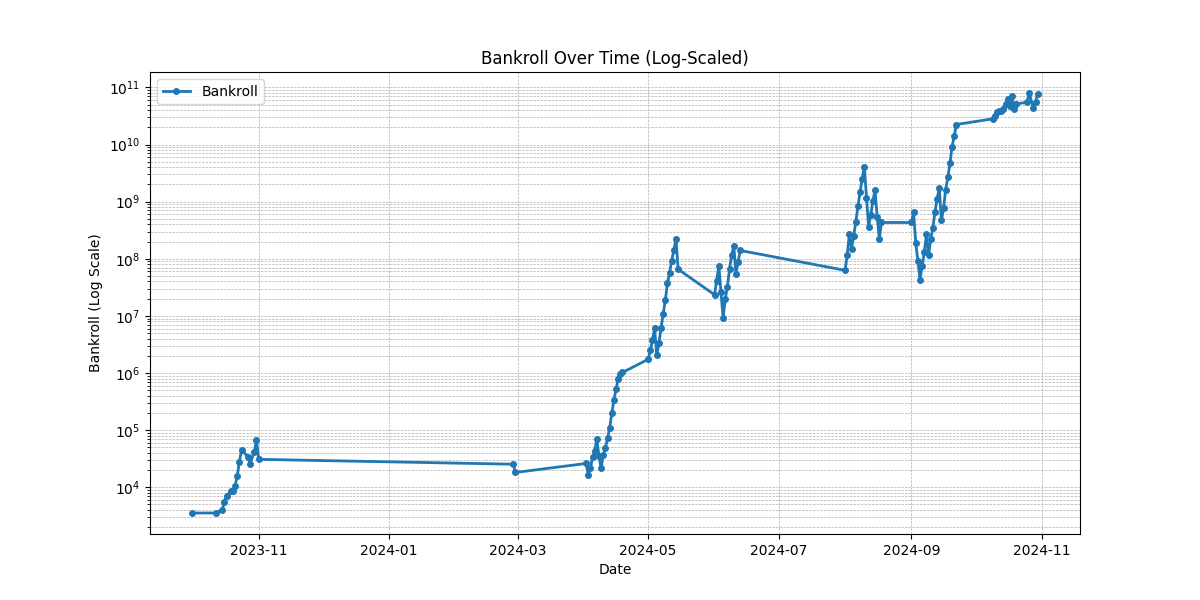 Bankroll Over Time (Log-Scaled)
Bankroll
10¹¹
10¹⁰
10⁹
10⁸
10⁷
10⁶
10⁵
10⁴
Bankroll (Log Scale)
2023-11 2024-01 2024-03 2024-05 2024-07 2024-09 2024-11
Date